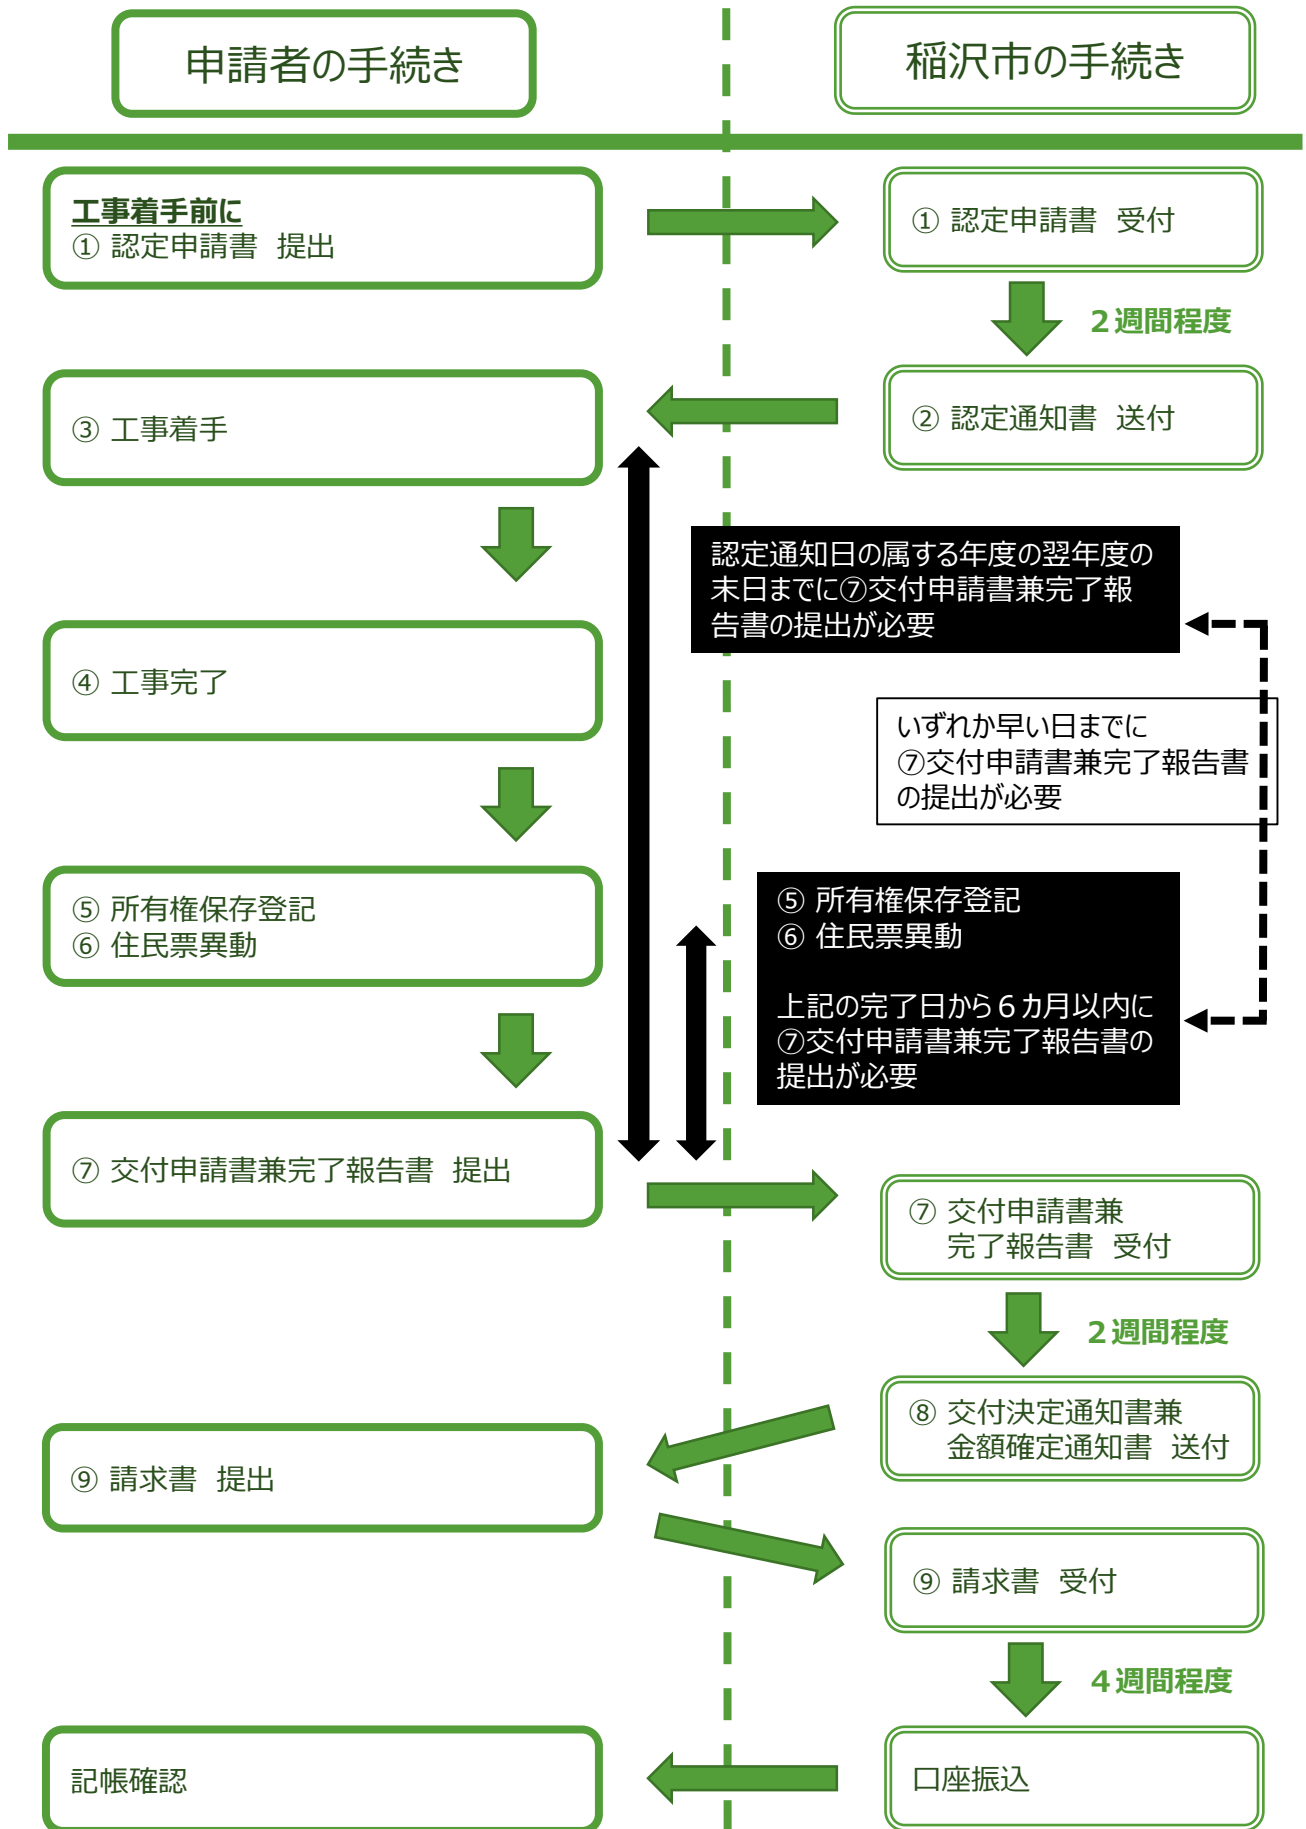 申請者の手続き
稲沢市の手続き
工事着手前に
① 認定申請書　提出
① 認定申請書　受付
２週間程度
② 認定通知書　送付
③ 工事着手
認定通知日の属する年度の翌年度の
末日までに⑦交付申請書兼完了報
告書の提出が必要
④ 工事完了
いずれか早い日までに
⑦交付申請書兼完了報告書
の提出が必要
⑤ 所有権保存登記
⑥ 住民票異動
⑤ 所有権保存登記
⑥ 住民票異動
上記の完了日から６カ月以内に
⑦交付申請書兼完了報告書の
提出が必要
⑦ 交付申請書兼完了報告書　提出
⑦ 交付申請書兼
完了報告書　受付
２週間程度
⑧ 交付決定通知書兼
金額確定通知書　送付
⑨ 請求書　提出
⑨ 請求書　受付
４週間程度
記帳確認
口座振込